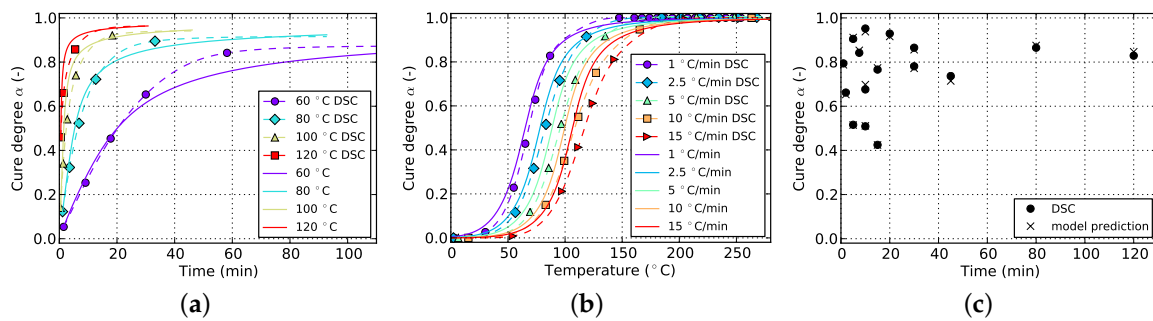 Cure degree α (-)
1.0
0.8
0.6
0.4
0.2
0.0
0 20 40 60 80 100
Time (min)
60 °C DSC
80 °C DSC
100 °C DSC
120 °C DSC
60 °C
80 °C
100 °C
120 °C
(a)
Cure degree α (-)
1.0
0.8
0.6
0.4
0.2
0.0
0 50 100 150 200 250
Temperature (°C)
1 °C/min DSC
2.5 °C/min DSC
5 °C/min DSC
10 °C/min DSC
15 °C/min DSC
1 °C/min
2.5 °C/min
5 °C/min
10 °C/min
15 °C/min
(b)
Cure degree α (-)
1.0
0.8
0.6
0.4
0.2
0.0
0 20 40 60 80 100 120
Time (min)
DSC
model prediction
(c)